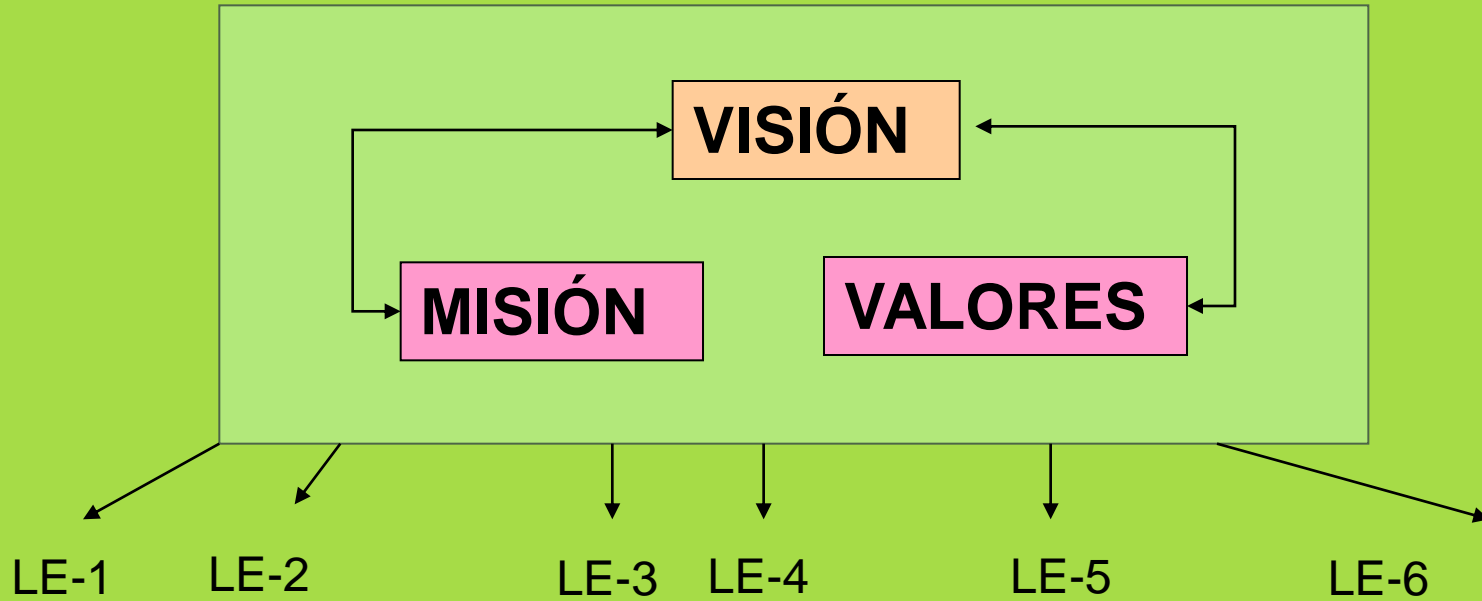 VISIÓN
MISIÓN
VALORES
LE-1
LE-2
LE-3
LE-4
LE-5
LE-6